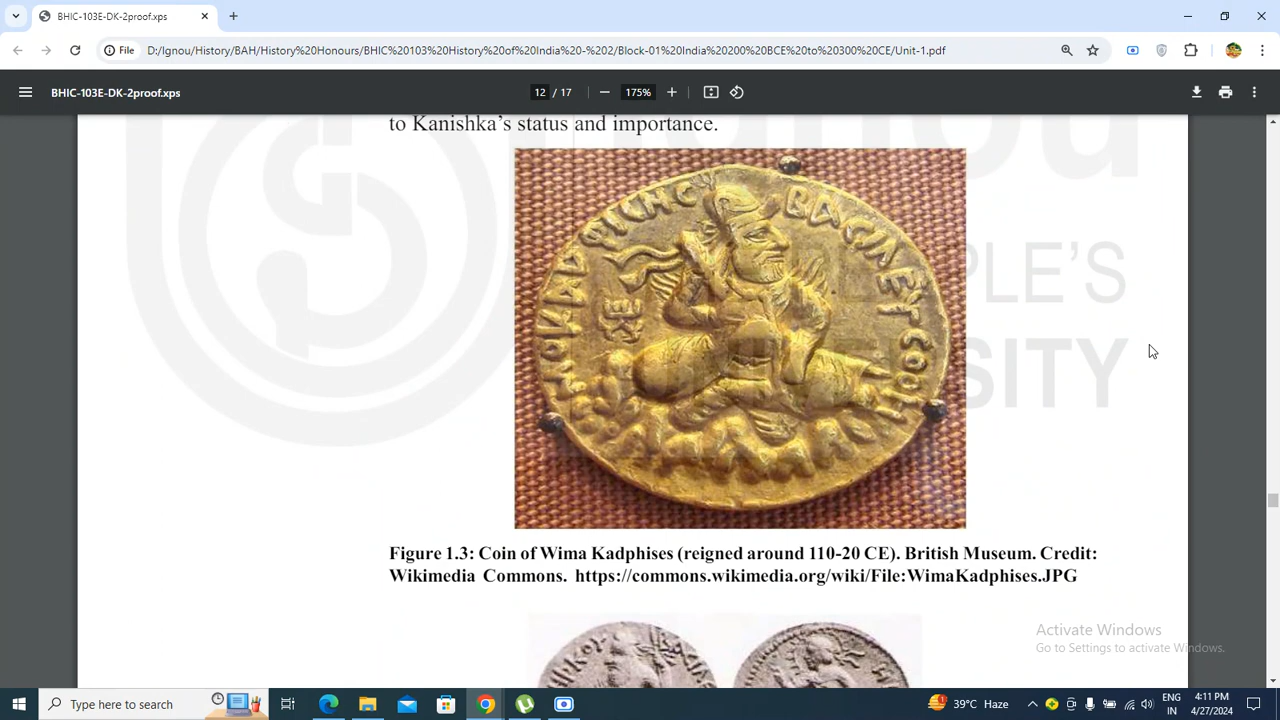 BHIC-103E-DK-2proof.xps
File
D:/Ignou/History/BAH/History%20Honours/BHIC%20103%20History%20of%20India%20-%202/Block-01%20India%20200%20BCE%20to%20300%20CE/Unit-1.pdf
BHIC-103E-DK-2proof.xps
12 / 17
175%
to Kanishka's status and importance.
PLE'S
SITY
Figure 1.3: Coin of Wima Kadphises (reigned around 110-20 CE). British Museum. Credit:
Wikimedia Commons. https://commons.wikimedia.org/wiki/File:WimaKadphises.JPG
Activate Windows
Go to Settings to activate Windows.
Type here to search
39°C Haze
ENG
IN
4:11 PM
4/27/2024